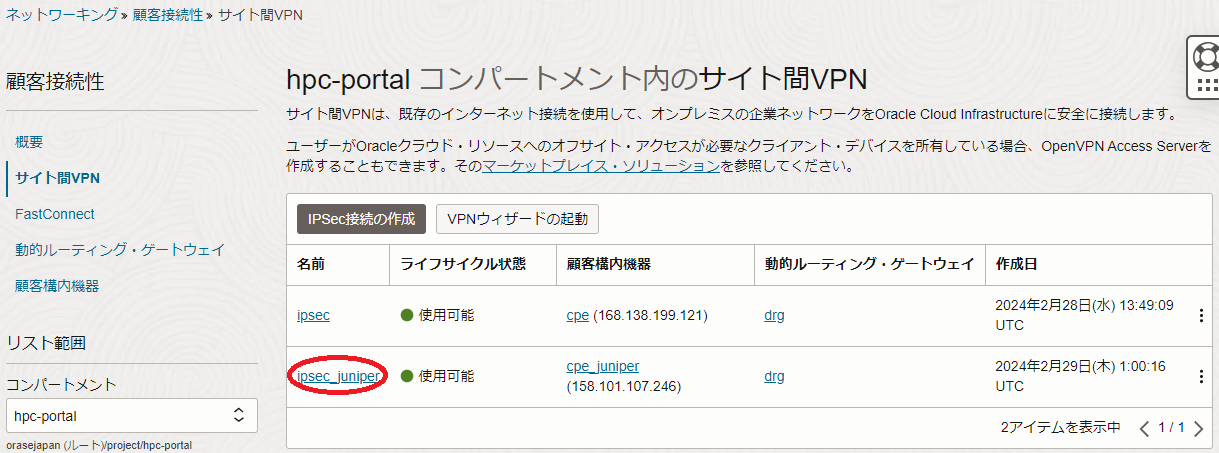 ネットワーキング » 顧客接続性 » サイト間VPN
顧客接続性
概要
サイト間VPN
FastConnect
動的ルーティング・ゲートウェイ
顧客構内機器
リスト範囲
コンパートメント
hpc-portal
orasejapan (ルート)/project/hpc-portal
hpc-portal コンパートメント内のサイト間VPN
サイト間VPNは、既存のインターネット接続を使用して、オンプレミスの企業ネットワークをOracle Cloud Infrastructureに安全に接続します。
ユーザーがOracleクラウド・リソースへのオフサイト・アクセスが必要なクライアント・デバイスを所有している場合、OpenVPN Access Serverを
作成することもできます。そのマーケットプレイス・ソリューションを参照してください。
IPSec接続の作成 VPNウィザードの起動
名前 ライフサイクル状態 顧客構内機器 動的ルーティング・ゲートウェイ 作成日
ipsec 使用可能 cpe (168.138.199.121) drg 2024年2月28日(水) 13:49:09
UTC
ipsec_juniper 使用可能 cpe_juniper drg 2024年2月29日(木) 1:00:16
(158.101.107.246) UTC
2アイテムを表示中 1 / 1